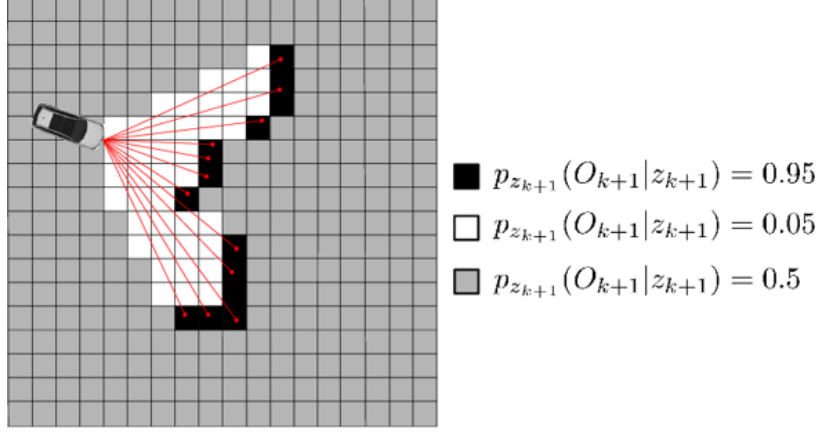 p_{z_{k+1}}(O_{k+1}|z_{k+1}) = 0.95
p_{z_{k+1}}(O_{k+1}|z_{k+1}) = 0.05
p_{z_{k+1}}(O_{k+1}|z_{k+1}) = 0.5